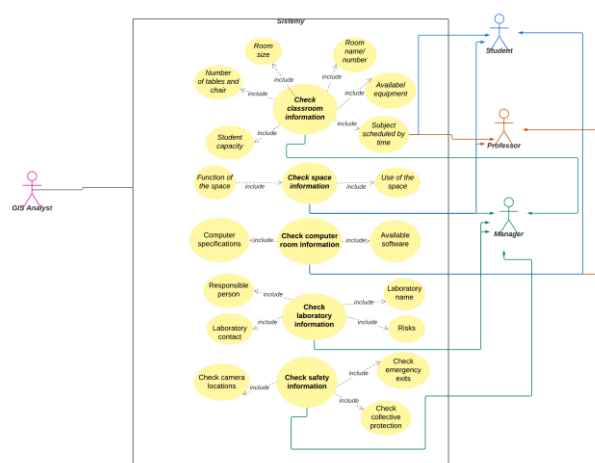 Sistemy
Room
size
Room
name/
number
Number
of tables and
chair
include
include
include
Availabel
equipment
Check
classroom
information
include
include
Student
capacity
include
Subject
scheduled by
time
Student
Professor
Function of
the space
include
Check space
information
include
Use of the
space
GIS Analyst
Manager
Computer
specifications
include
Check computer
room information
include
Available
software
Responsible
person
include
Check
laboratory
information
include
Laboratory
name
Laboratory
contact
include
include
Risks
Check camera
locations
include
Check safety
information
include
Check
emergency
exits
include
Check
collective
protection